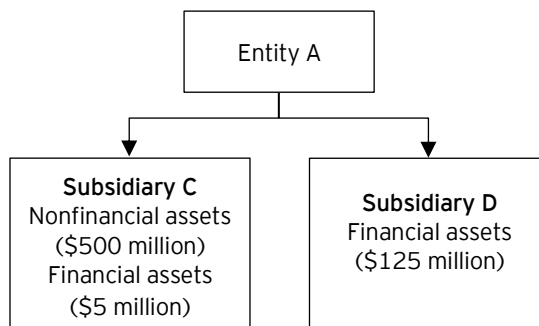 Entity A
Subsidiary C
Nonfinancial assets
($500 million)
Financial assets
($5 million)
Subsidiary D
Financial assets
($125 million)